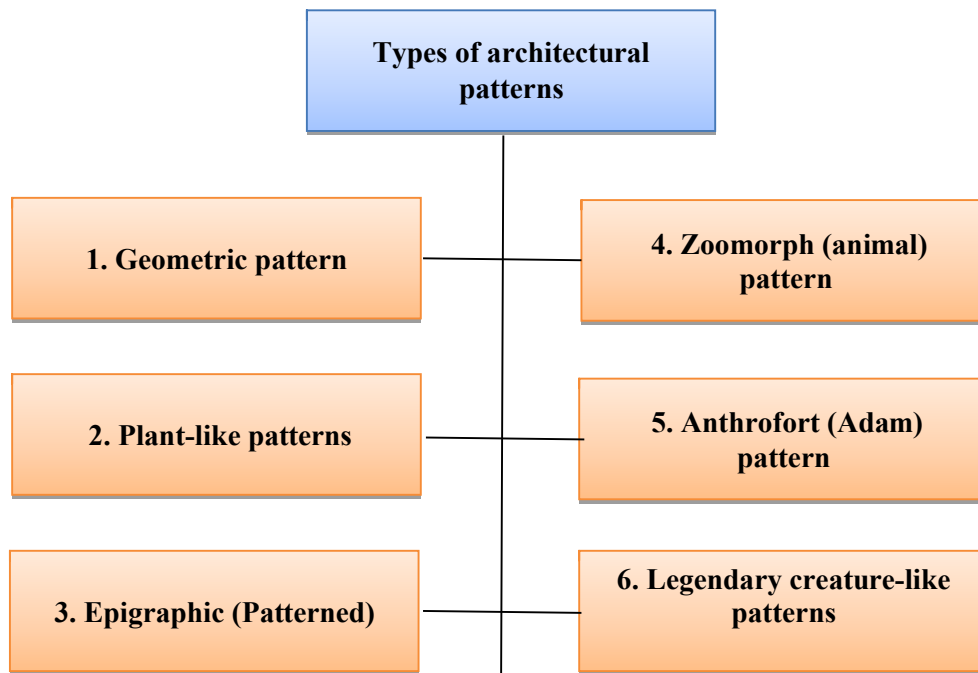 Types of architectural
patterns
1. Geometric pattern
2. Plant-like patterns
3. Epigraphic (Patterned)
4. Zoomorph (animal)
pattern
5. Anthrofort (Adam)
pattern
6. Legendary creature-like
patterns